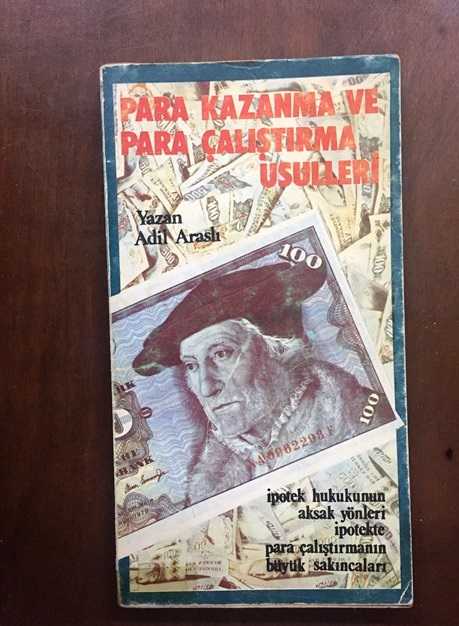 PARA KAZANMA VE
PARA ÇALIŞTIRMA
USULLERİ
Yazan
Adil Araslı
100
100
BANK
ipotek hukukunun
aksak yönleri
ipotekte
para çalıştırmanın
büyük sakıncaları